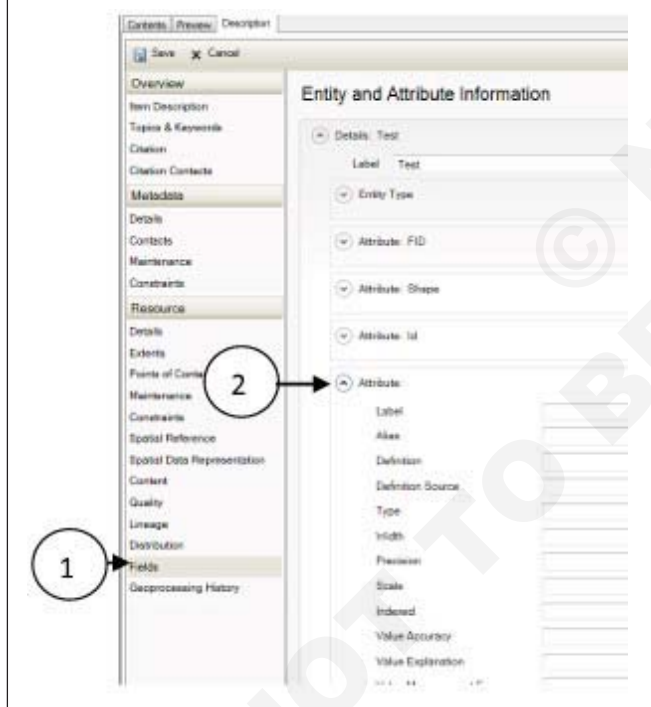 Contents Preview Description
Save Cancel
Overview
Item Description
Topics & Keywords
Citation
Citation Contacts
Metadata
Details
Contacts
Maintenance
Constraints
Resource
Details
Extents
Points of
Maintenance
Constraints
Spatial Reference
Spatial Data Representation
Content
Quality
Lineage
Distribution
Fields
Geoprocessing History
1
Entity and Attribute Information
Details: Test
Label Test
Entity Type
Attribute: FID
Attribute: Shape
Attribute: Id
2
Attribute:
Label
Alias
Definition
Definition Source
Type
Width
Precision
Scale
Indexed
Value Accuracy
Value Explanation
©
NOT TO